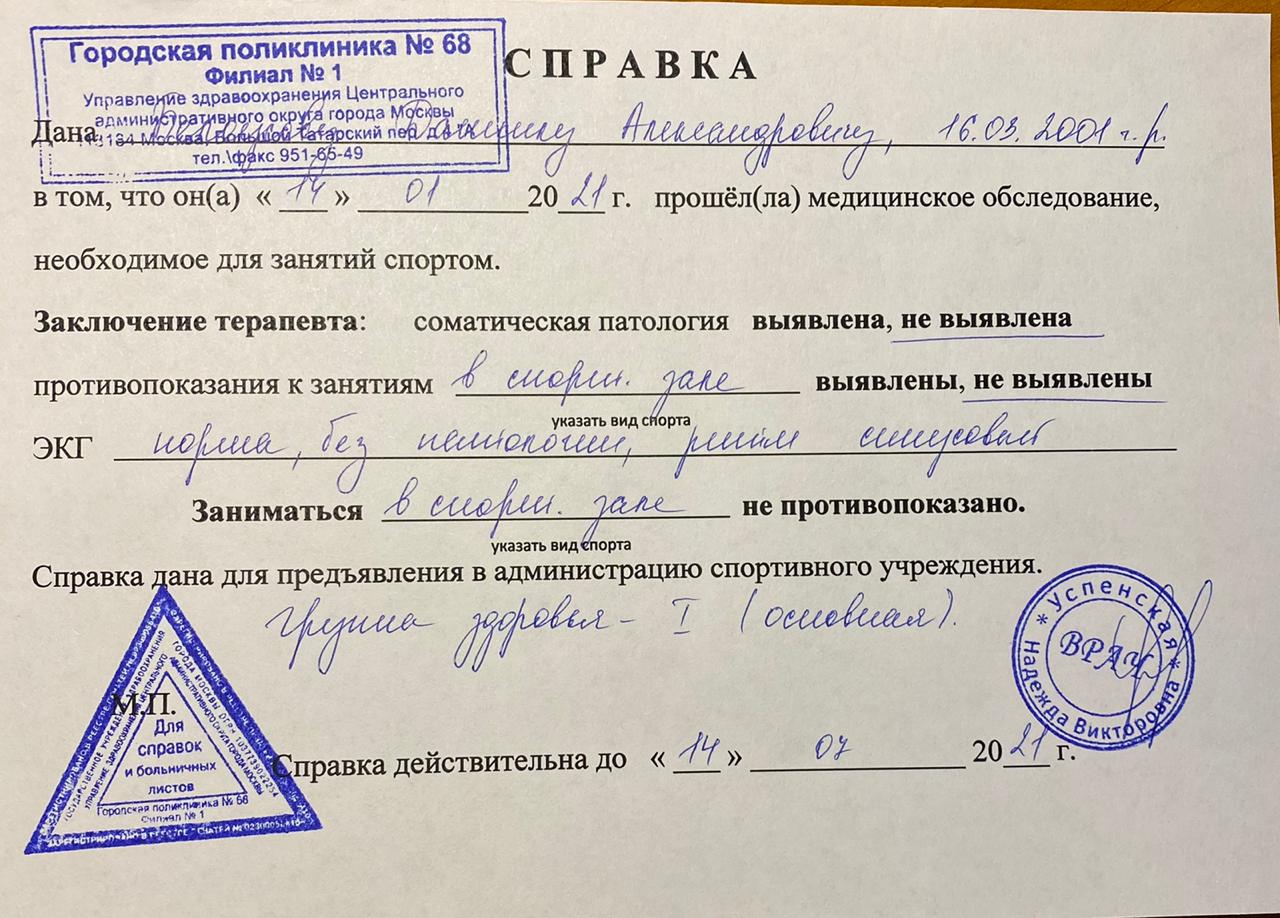 Городская поликлиника № 68
Филиал № 1
Управление здравоохранения Центрального
административного округа города Москвы
Москва, Большой Татарский пер.
тел.\факс 951-65-49
СПРАВКА
Дана Александровичу, 16.03.2001 г.р.
в том, что он(а) « 14 » 01 20 21 г. прошёл(ла) медицинское обследование,
необходимое для занятий спортом.
Заключение терапевта: соматическая патология выявлена, не выявлена
противопоказания к занятиям в спорт. зале выявлены, не выявлены
указать вид спорта
ЭКГ норма, без патологии, ритм синусовый
Заниматься в спорт. зале не противопоказано.
указать вид спорта
Справка дана для предъявления в администрацию спортивного учреждения.
группа здоровья - I (основная).
* Успенская *
Надежда Викторовна
ВРАЧ
М.П.
Для
справок
и больничных
листов
Городская поликлиника № 68
Филиал № 1
Справка действительна до « 14 » 07 20 21 г.